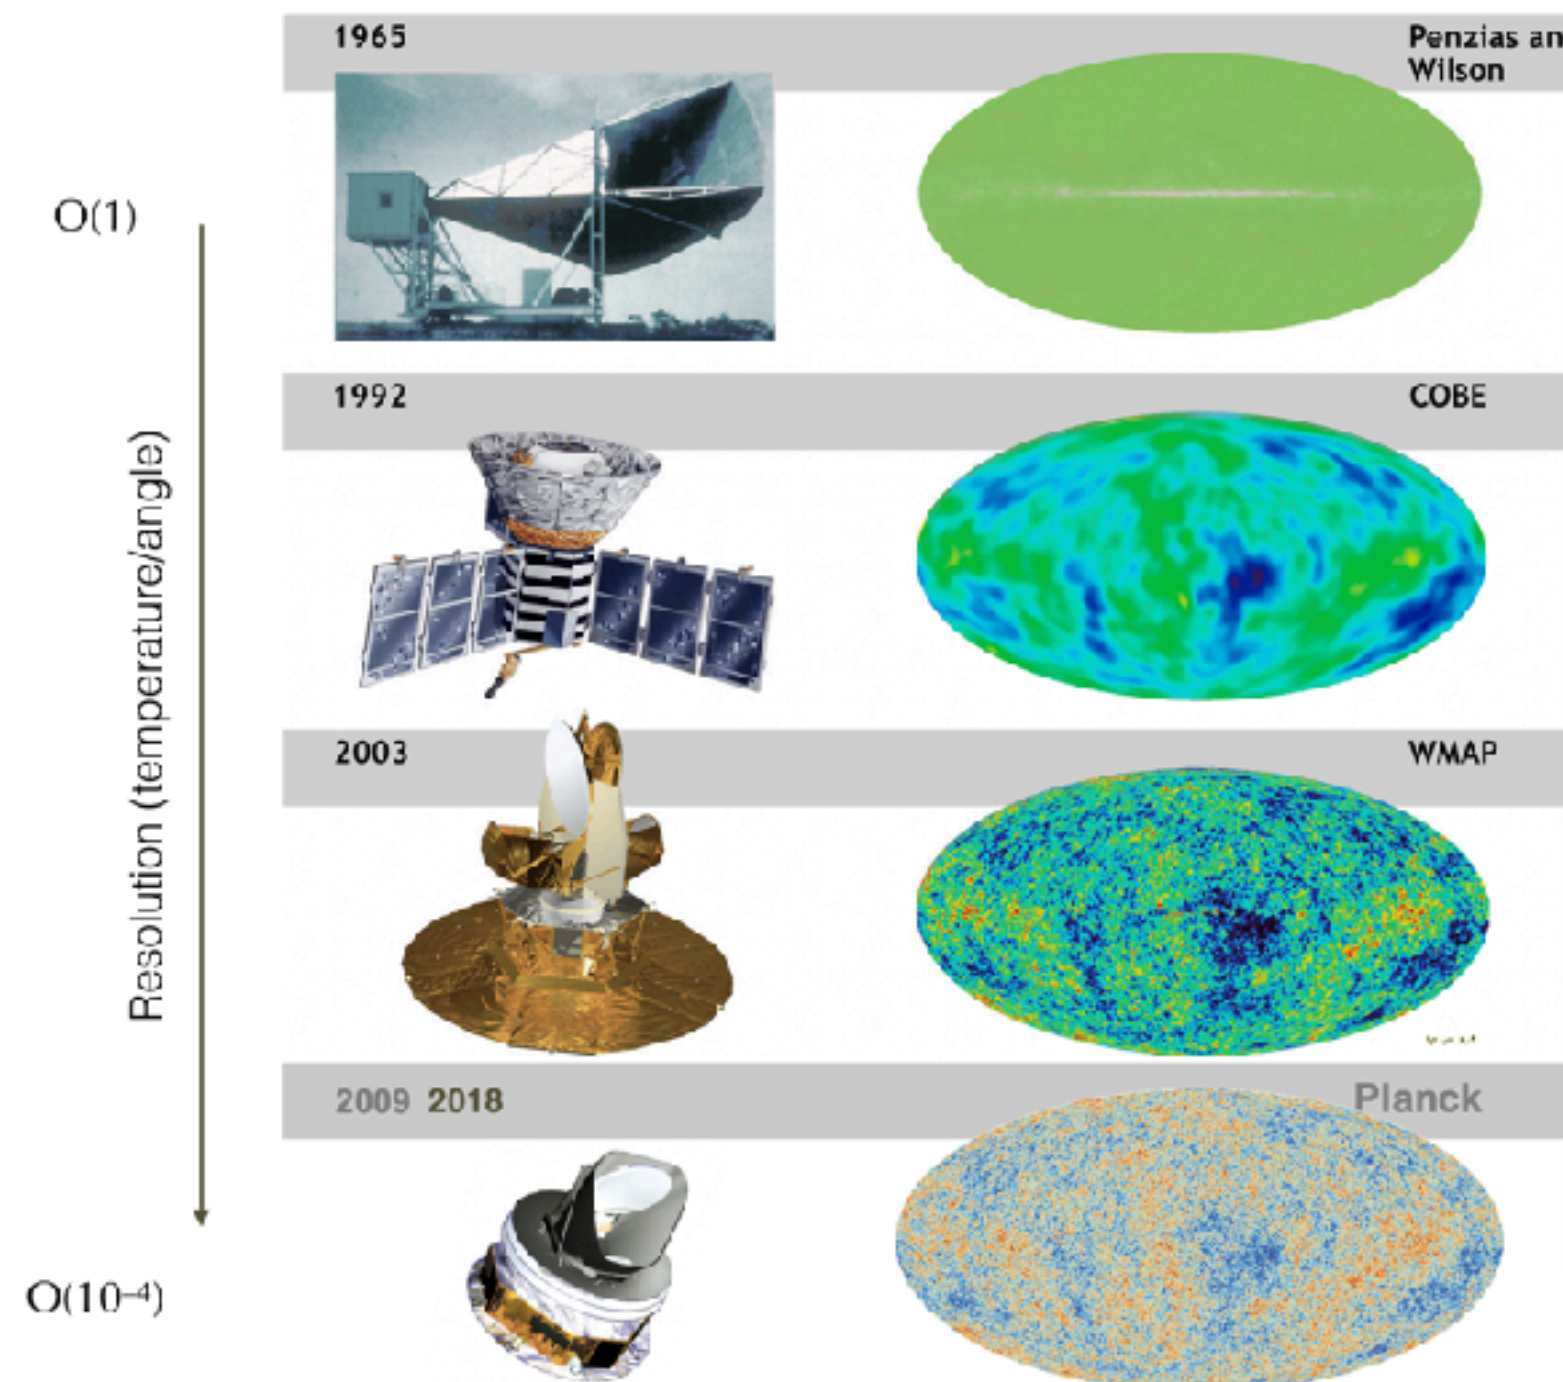 1965
Penzias an
Wilson
O(1)
1992
COBE
Resolution (temperature/angle)
2003
WMAP
2009 2018
Planck
O(10⁻⁴)